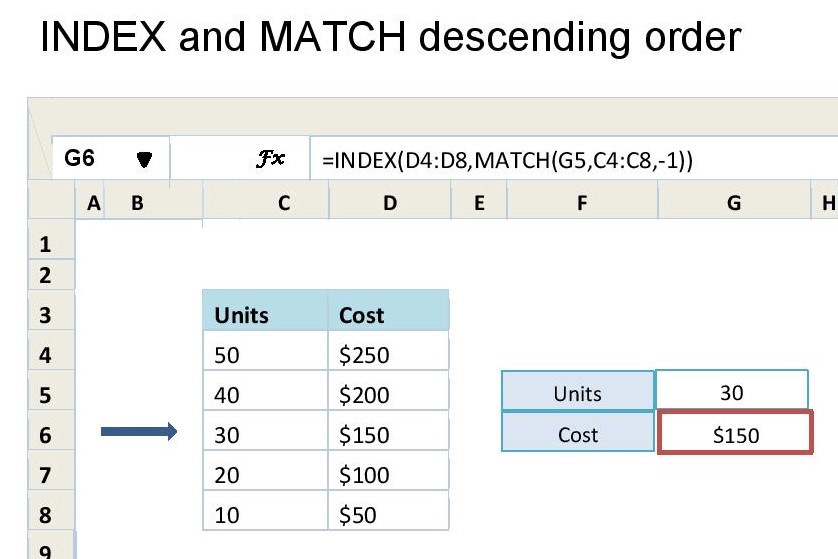 INDEX and MATCH descending order
G6 Fx =INDEX(D4:D8,MATCH(G5,C4:C8,-1))
A B C D E F G H
1
2
3 Units Cost
4 50 $250
5 40 $200 Units 30
6 30 $150 Cost $150
7 20 $100
8 10 $50
9